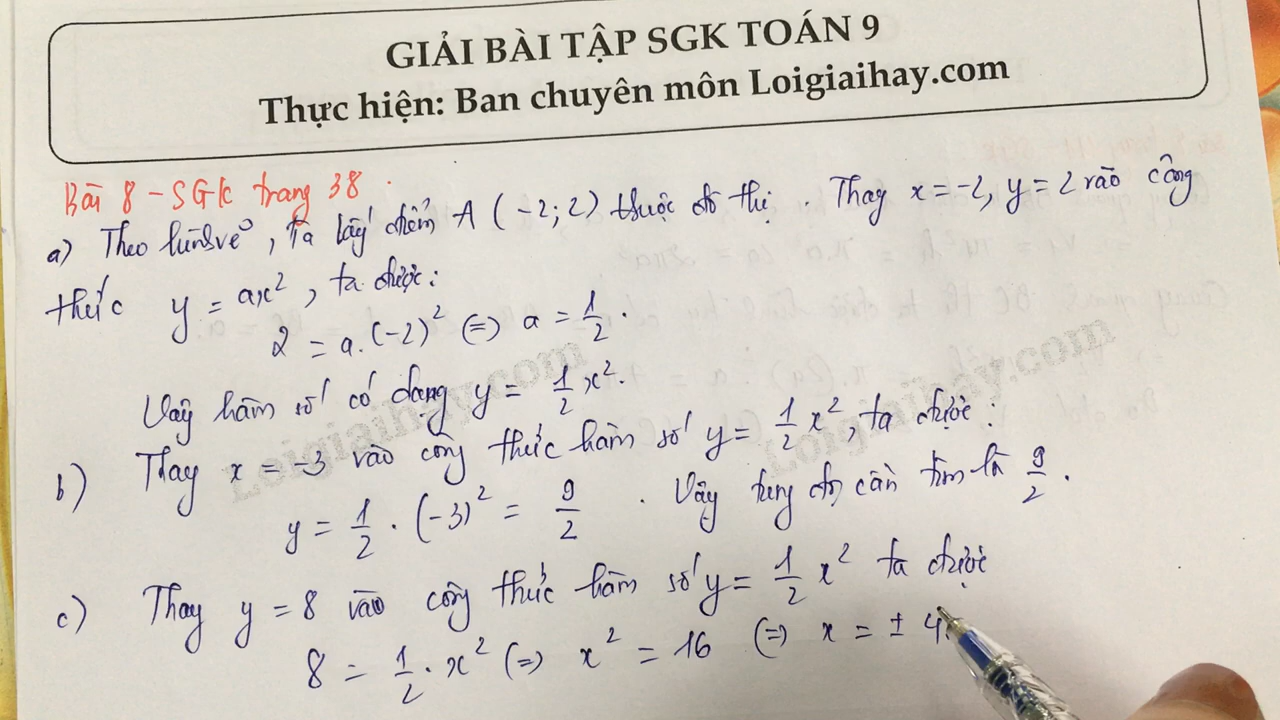 GIẢI BÀI TẬP SGK TOÁN 9
Thực hiện: Ban chuyên môn Loigiaihay.com
Bài 8 - SGK trang 38.
a) Theo hình vẽ, ta lấy điểm A (-2; 2) thuộc đồ thị. Thay x = -2, y = 2 vào công
thức y = ax², ta được:
2 = a.(-2)² (=) a = 1/2.
Vậy hàm số có dạng y = 1/2 x².
b) Thay x = -3 vào công thức hàm số y = 1/2 x², ta được:
y = 1/2 . (-3)² = 9/2 . Vậy tung độ cần tìm là 9/2.
c) Thay y = 8 vào công thức hàm số y = 1/2 x² ta được
8 = 1/2 . x² (=) x² = 16 (=) x = ± 4.
Loigiaihay.com
Loigiaihay.com